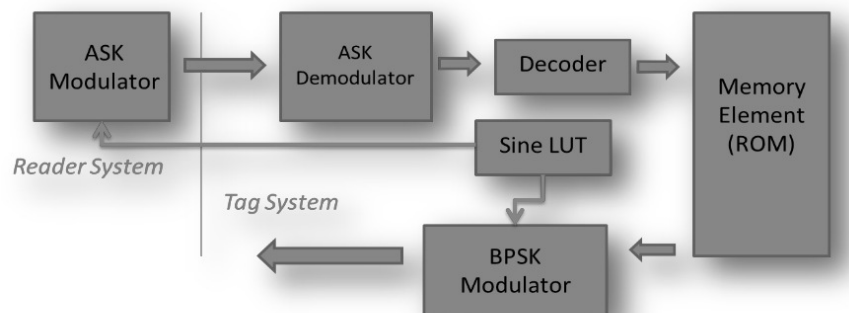 ASK
Modulator
ASK
Demodulator
Decoder
Memory
Element
(ROM)
Sine LUT
Reader System
Tag System
BPSK
Modulator